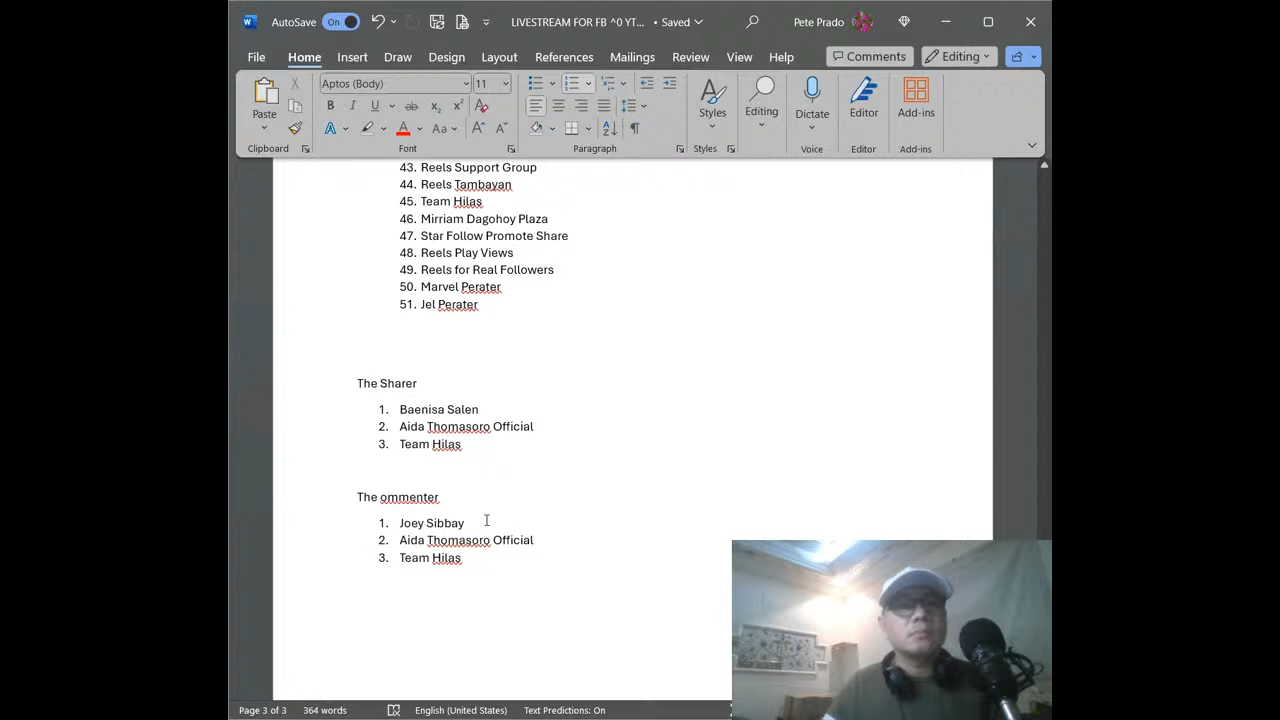 AutoSave On LIVESTREAM FOR FB ^0 YT... • Saved Pete Prado
File Home Insert Draw Design Layout References Mailings Review View Help Comments Editing
Aptos (Body) 11
Paste Styles Editing Dictate Editor Add-ins
Clipboard Font Paragraph Styles Voice Editor Add-ins
43. Reels Support Group
44. Reels Tambayan
45. Team Hilas
46. Mirriam Dagohoy Plaza
47. Star Follow Promote Share
48. Reels Play Views
49. Reels for Real Followers
50. Marvel Perater
51. Jel Perater
The Sharer
1. Baenisa Salen
2. Aida Thomasoro Official
3. Team Hilas
The ommenter
1. Joey Sibbay
2. Aida Thomasoro Official
3. Team Hilas
Page 3 of 3 364 words English (United States) Text Predictions: On